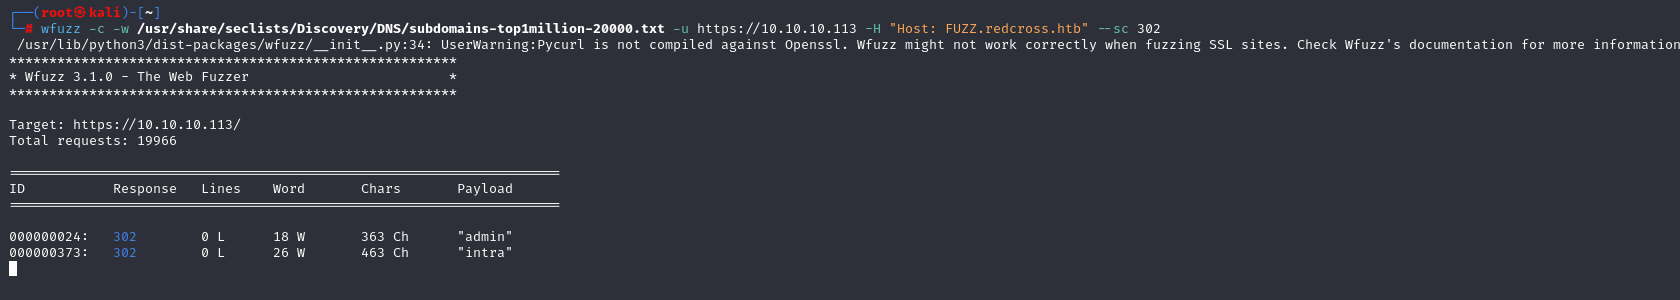 ┌──(root㉿kali)-[~]
└─# wfuzz -c -w /usr/share/seclists/Discovery/DNS/subdomains-top1million-20000.txt -u https://10.10.10.113 -H "Host: FUZZ.redcross.htb" --sc 302
 /usr/lib/python3/dist-packages/wfuzz/__init__.py:34: UserWarning:Pycurl is not compiled against Openssl. Wfuzz might not work correctly when fuzzing SSL sites. Check Wfuzz's documentation for more information
********************************************************
* Wfuzz 3.1.0 - The Web Fuzzer                         *
********************************************************

Target: https://10.10.10.113/
Total requests: 19966

=====================================================================
ID           Response   Lines    Word       Chars       Payload
=====================================================================

000000024:   302        0 L      18 W       363 Ch      "admin"
000000373:   302        0 L      26 W       463 Ch      "intra"